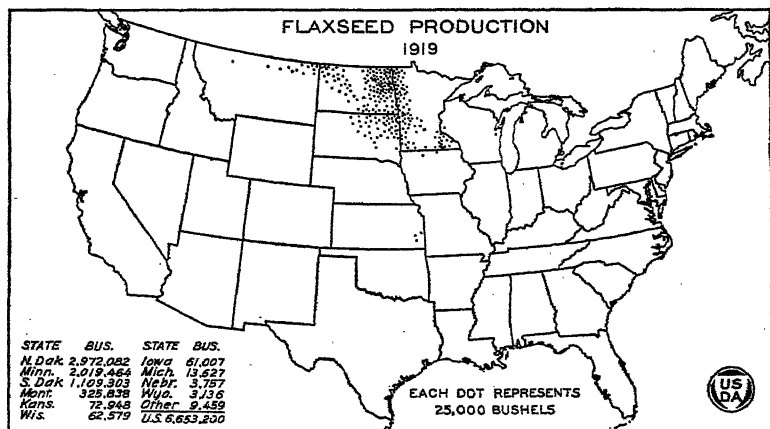 FLAXSEED PRODUCTION
1919
STATE BUS. STATE BUS.
N. Dak. 2,972,082 Iowa 61,007
Minn. 2,019,464 Mich. 13,627
S. Dak. 1,109,303 Nebr. 3,757
Mont. 325,838 Wyo. 3,136
Kans. 72,948 Other 9,459
Wis. 62,579 U.S. 6,653,200
EACH DOT REPRESENTS
25,000 BUSHELS
US
DA